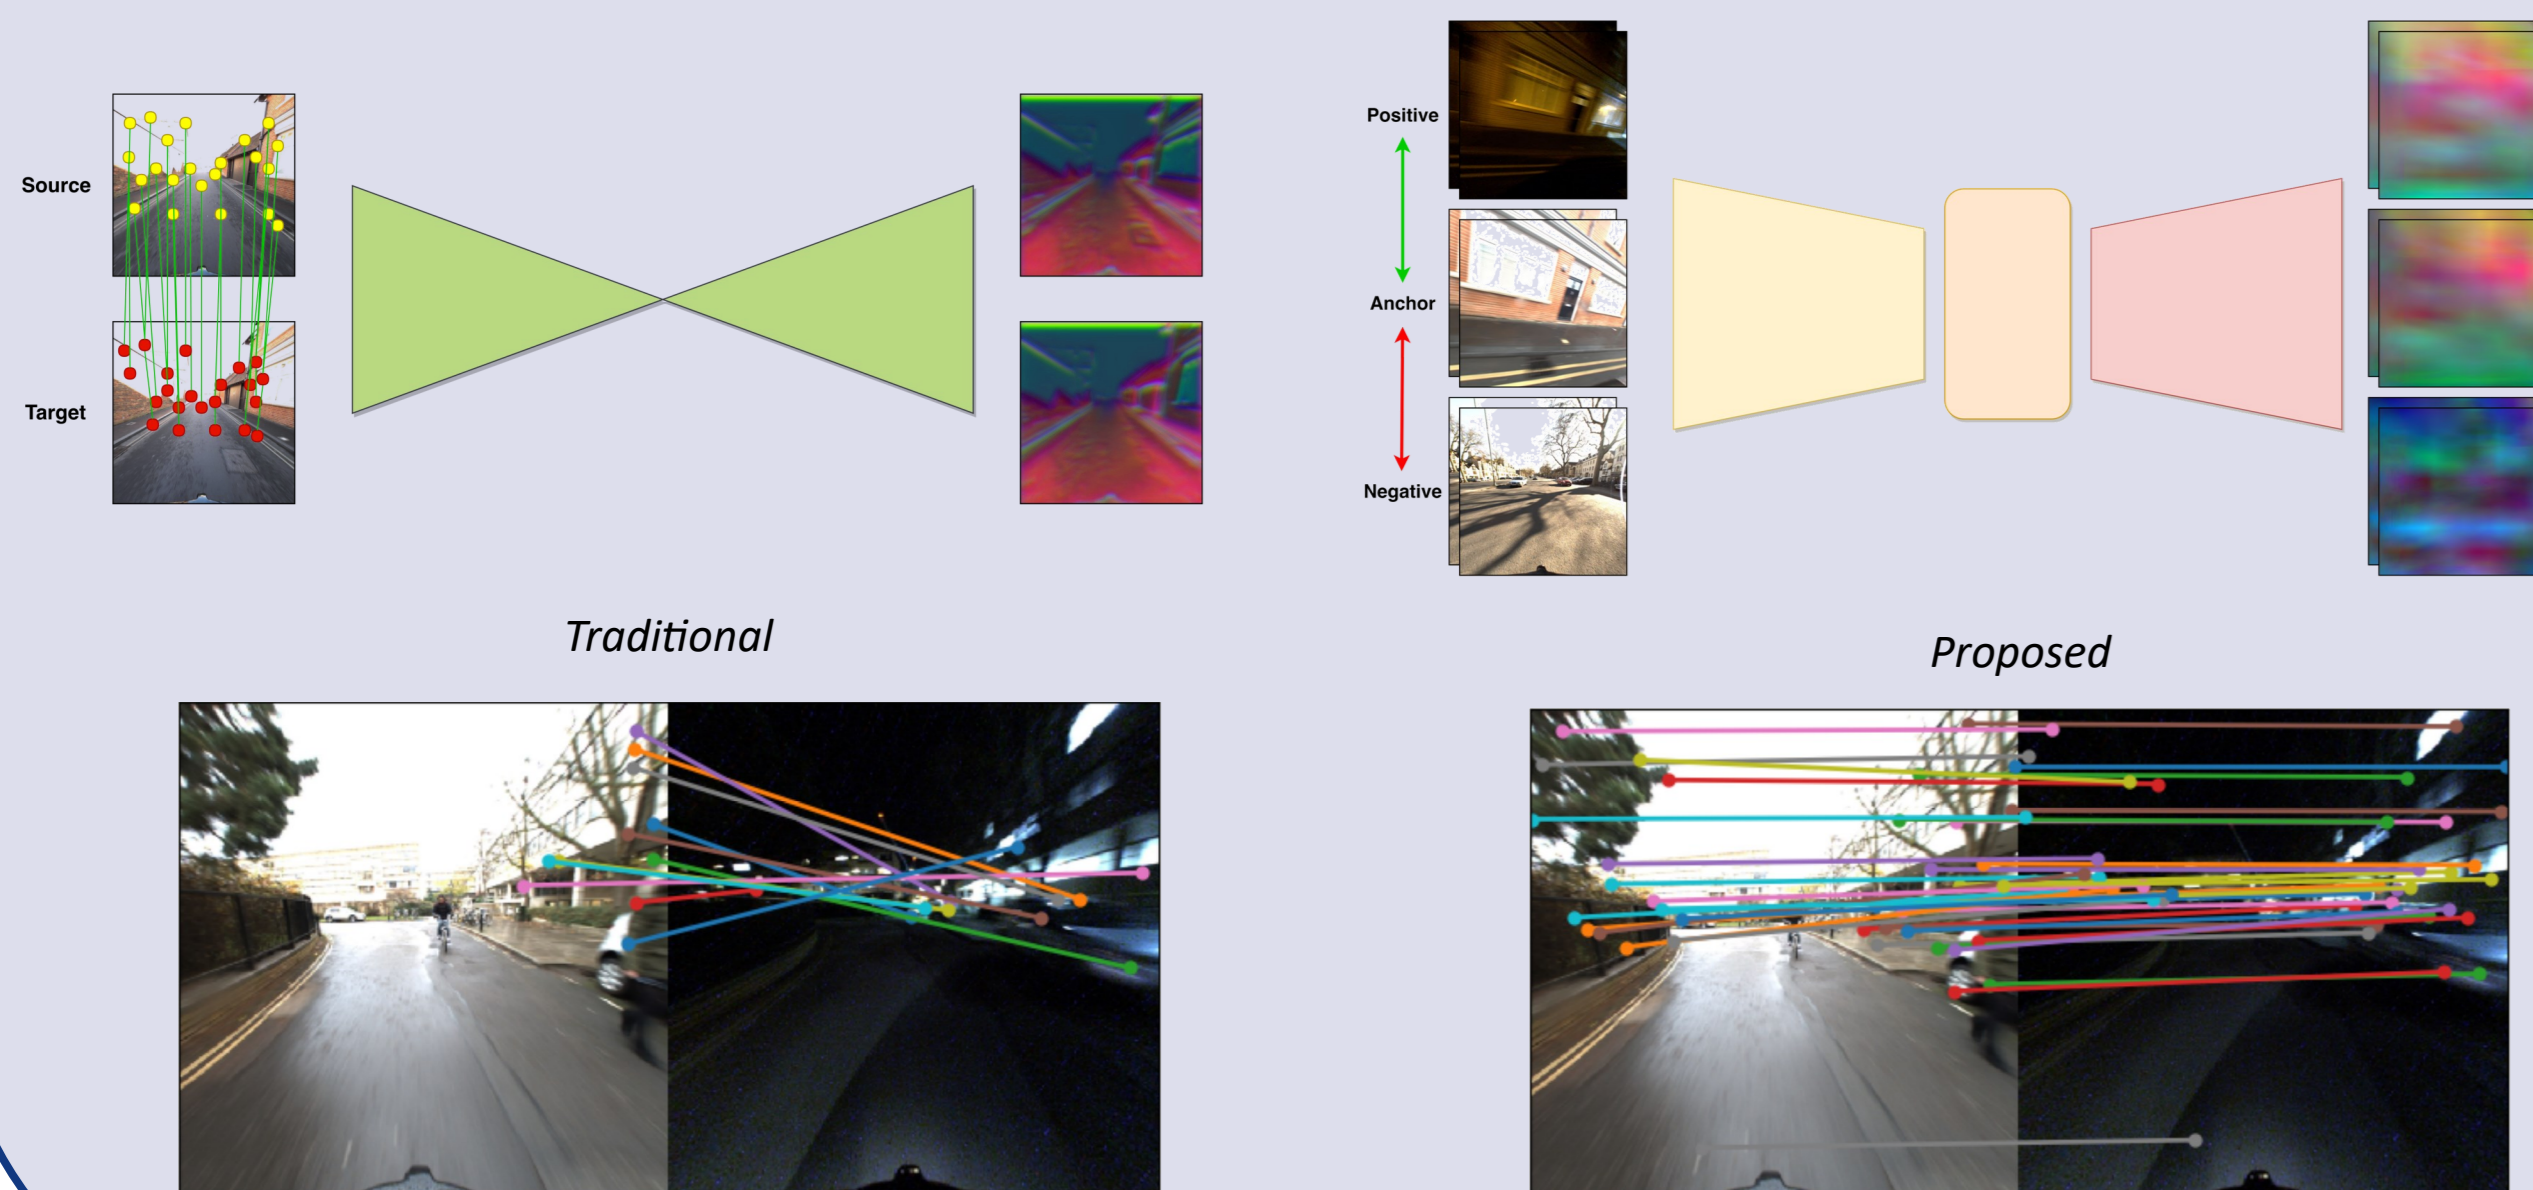 Source
Target
Positive
Anchor
Negative
Traditional
Proposed